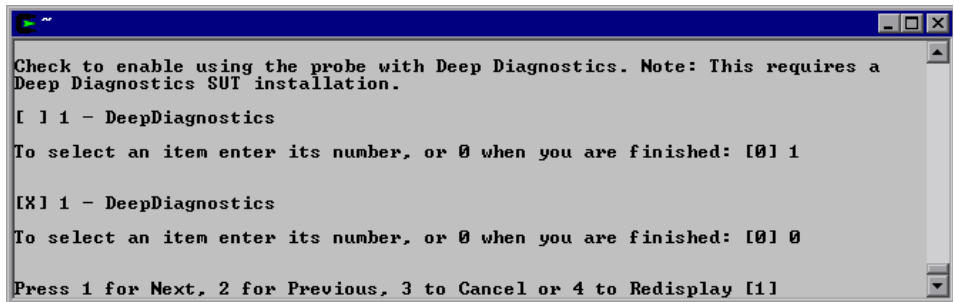 ~
Check to enable using the probe with Deep Diagnostics. Note: This requires a
Deep Diagnostics SUT installation.
[ ] 1 - DeepDiagnostics
To select an item enter its number, or 0 when you are finished: [0] 1
[X] 1 - DeepDiagnostics
To select an item enter its number, or 0 when you are finished: [0] 0
Press 1 for Next, 2 for Previous, 3 to Cancel or 4 to Redisplay [1]